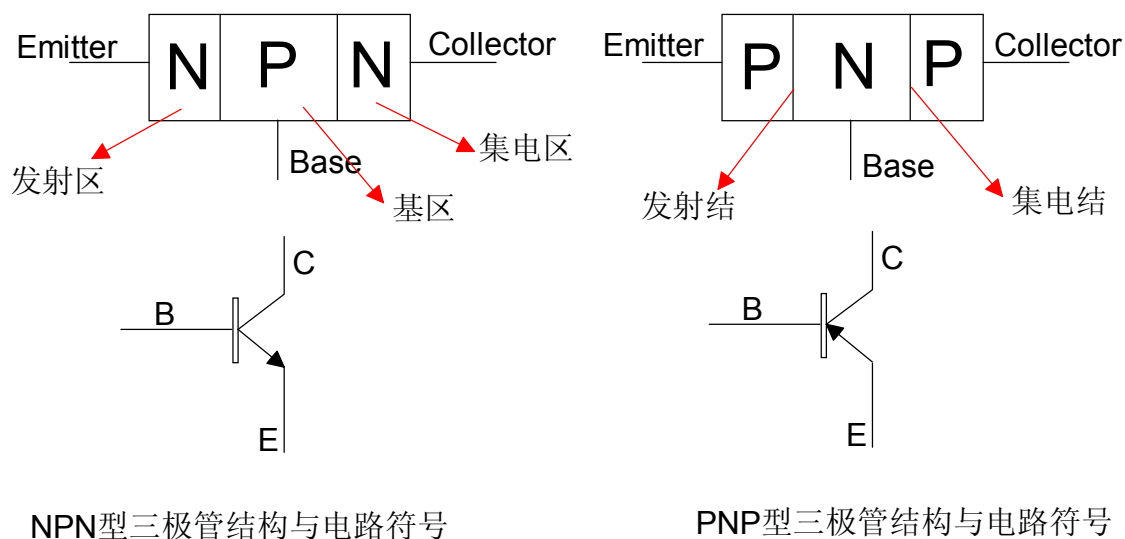 Emitter N P N Collector
Base
发射区
基区
集电区
B
C
E
NPN型三极管结构与电路符号
Emitter P N P Collector
Base
发射结
集电结
B
C
E
PNP型三极管结构与电路符号